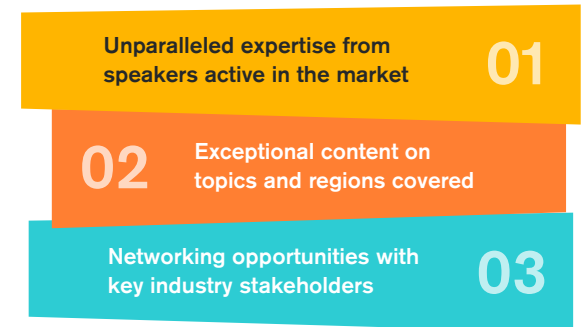 Unparalleled expertise from
speakers active in the market
01
02
Exceptional content on
topics and regions covered
Networking opportunities with
key industry stakeholders
03